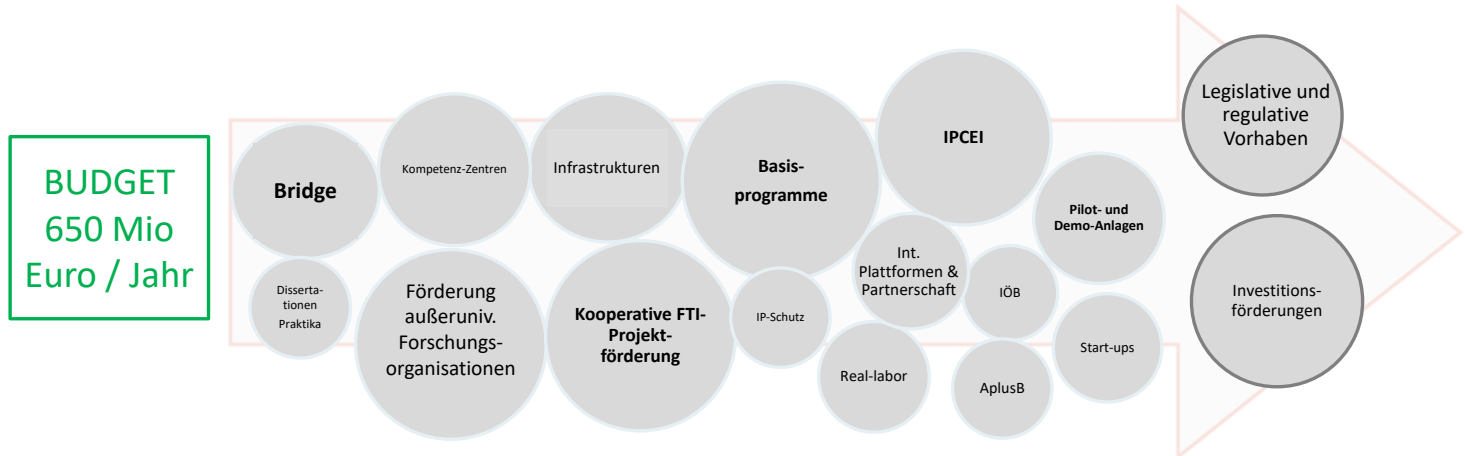 BUDGET
650 Mio
Euro / Jahr
Bridge
Disserta-
tionen
Praktika
Kompetenz-Zentren
Förderung
außeruniv.
Forschungs-
organisationen
Infrastrukturen
Kooperative FTI-
Projekt-
förderung
Basis-
programme
IP-Schutz
IPCEI
Int.
Plattformen &
Partnerschaft
Real-labor
IÖB
AplusB
Pilot- und
Demo-Anlagen
Start-ups
Legislative und
regulative
Vorhaben
Investitions-
förderungen